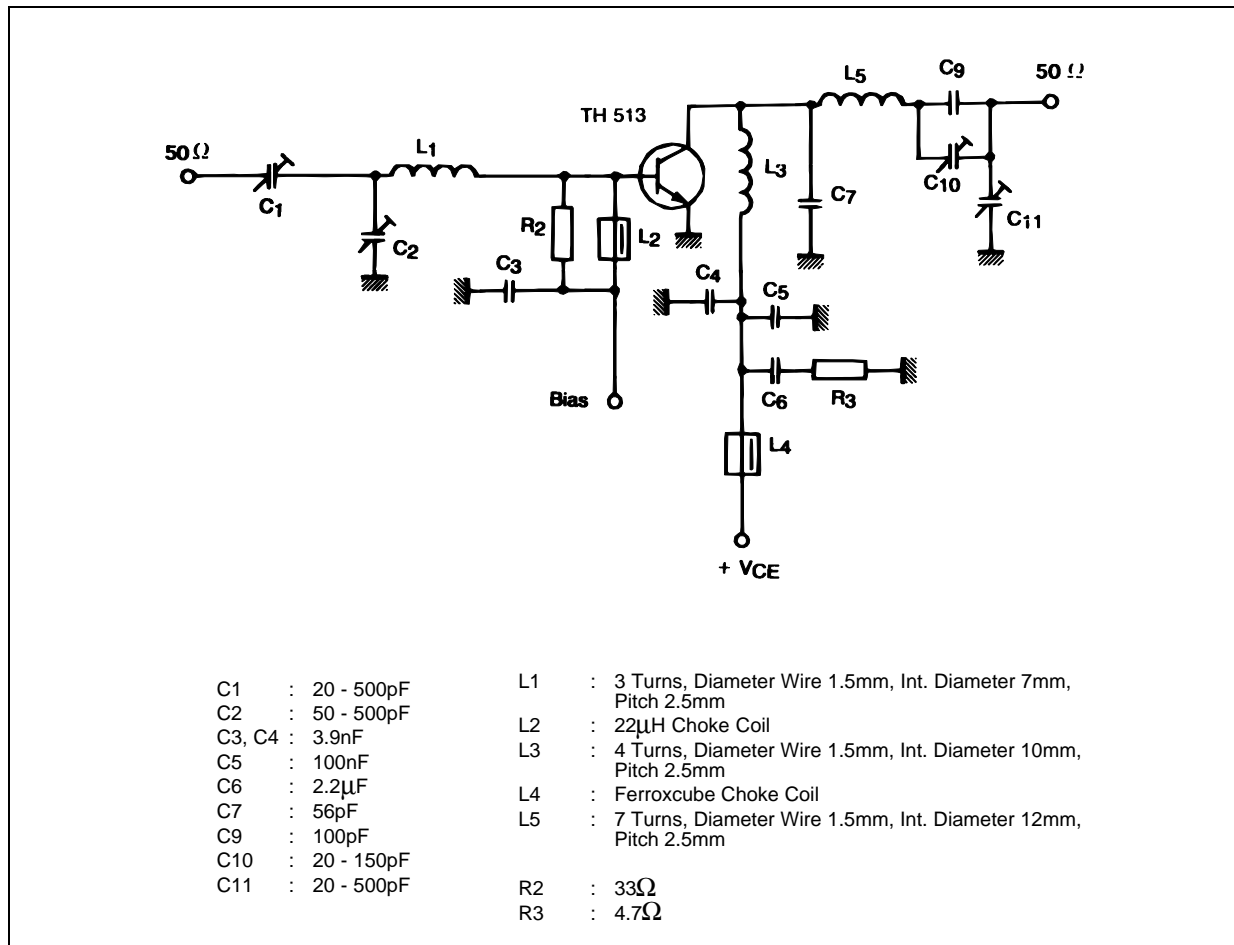 TH 513
L5
C9
50 Ω
50Ω
L1
C1
C2
R2
L2
C3
L3
C7
C10
C11
C4
C5
C6
R3
Bias
L4
+ VCE
C1 : 20 - 500pF
C2 : 50 - 500pF
C3, C4 : 3.9nF
C5 : 100nF
C6 : 2.2μF
C7 : 56pF
C9 : 100pF
C10 : 20 - 150pF
C11 : 20 - 500pF
L1 : 3 Turns, Diameter Wire 1.5mm, Int. Diameter 7mm,
Pitch 2.5mm
L2 : 22μH Choke Coil
L3 : 4 Turns, Diameter Wire 1.5mm, Int. Diameter 10mm,
Pitch 2.5mm
L4 : Ferroxcube Choke Coil
L5 : 7 Turns, Diameter Wire 1.5mm, Int. Diameter 12mm,
Pitch 2.5mm
R2 : 33Ω
R3 : 4.7Ω